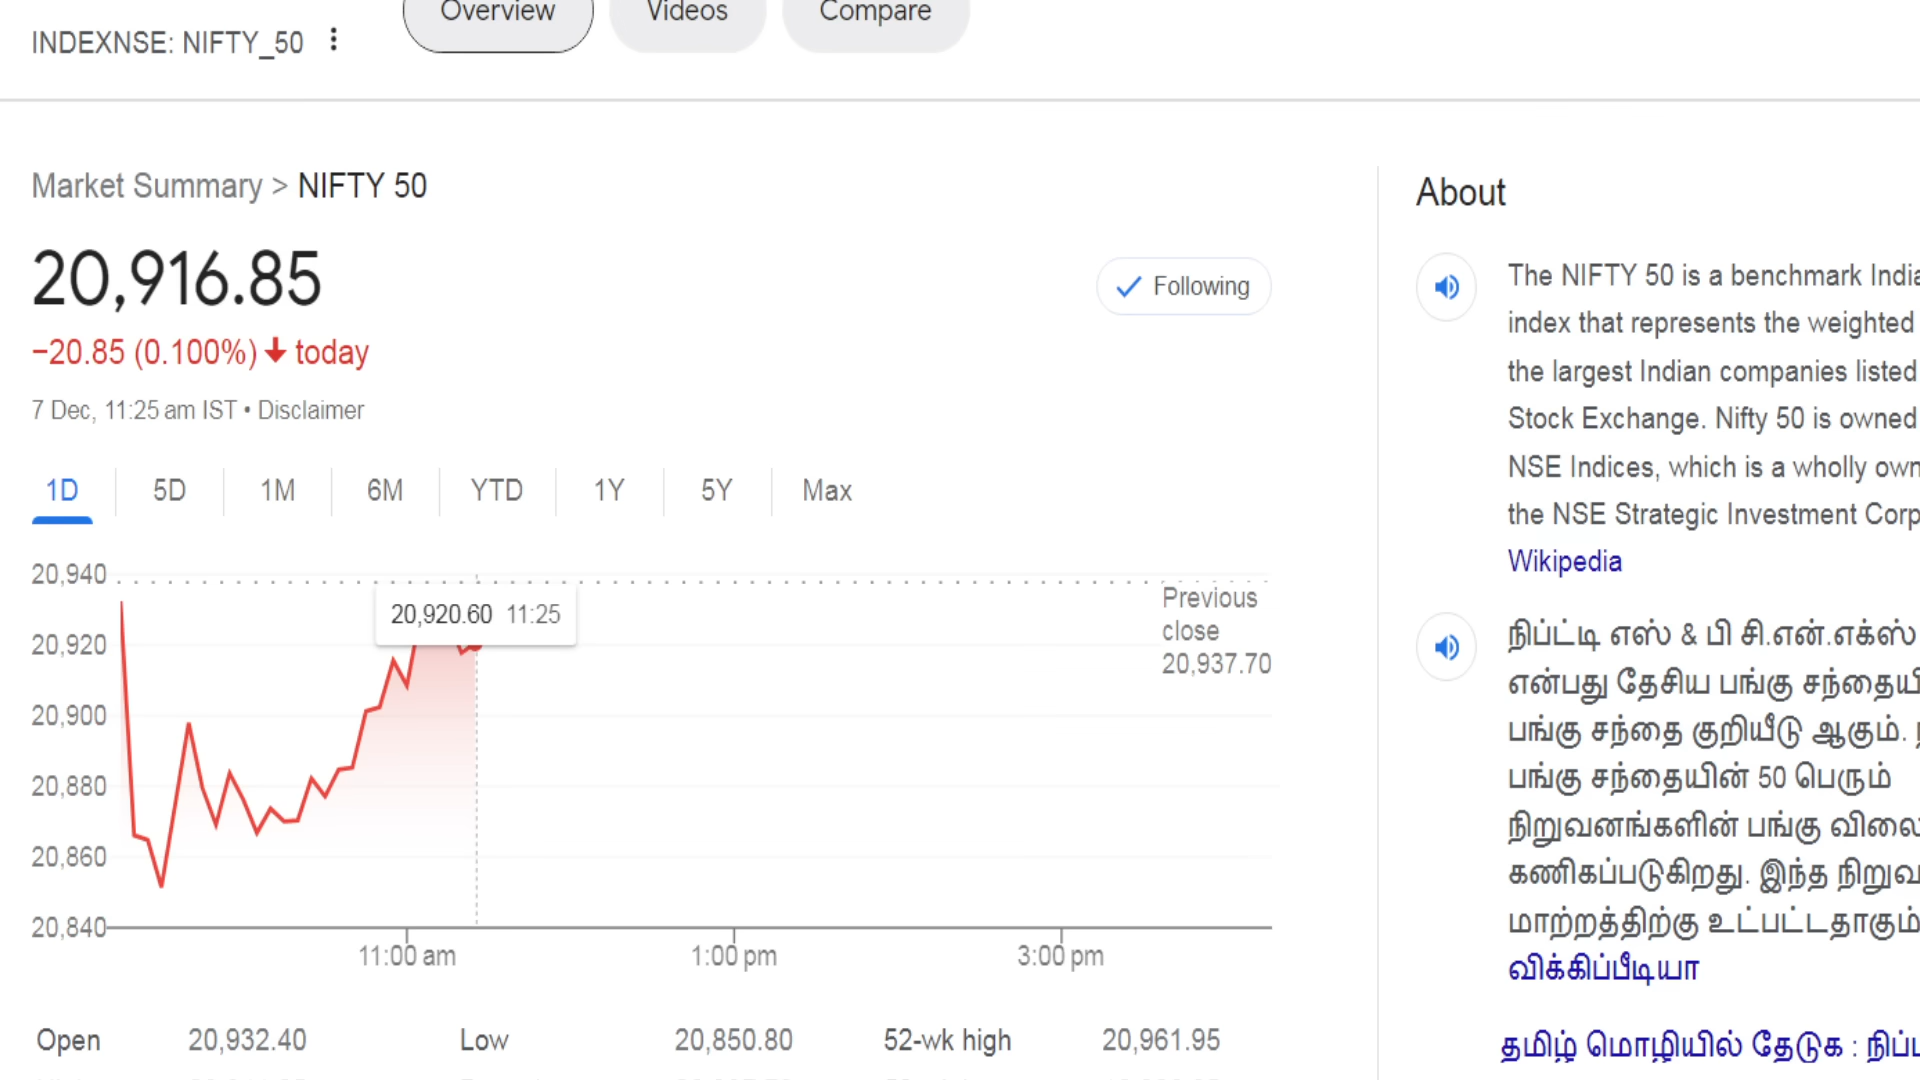 Overview Videos Compare
INDEXNSE: NIFTY_50
Market Summary > NIFTY 50
20,916.85
Following
−20.85 (0.100%) today
7 Dec, 11:25 am IST • Disclaimer
1D 5D 1M 6M YTD 1Y 5Y Max
20,940
20,920
20,900
20,880
20,860
20,840
20,920.60 11:25
Previous
close
20,937.70
11:00 am 1:00 pm 3:00 pm
Open 20,932.40 Low 20,850.80 52-wk high 20,961.95
About
The NIFTY 50 is a benchmark
index that represents the weighted
the largest Indian companies listed
Stock Exchange. Nifty 50 is owned
NSE Indices, which is a wholly
the NSE Strategic Investment
Wikipedia
நிப்ட்டி எஸ் & பி சி.என்.எக்ஸ்
என்பது தேசிய பங்கு
பங்கு சந்தை குறியீடு ஆகும்.
பங்கு சந்தையின் 50 பெரும்
நிறுவனங்களின் பங்கு
கணிகப்படுகிறது. இந்த
மாற்றத்திற்கு உட்பட்டதாகும்
விக்கிப்பீடியா
தமிழ் மொழியில் தேடுக :